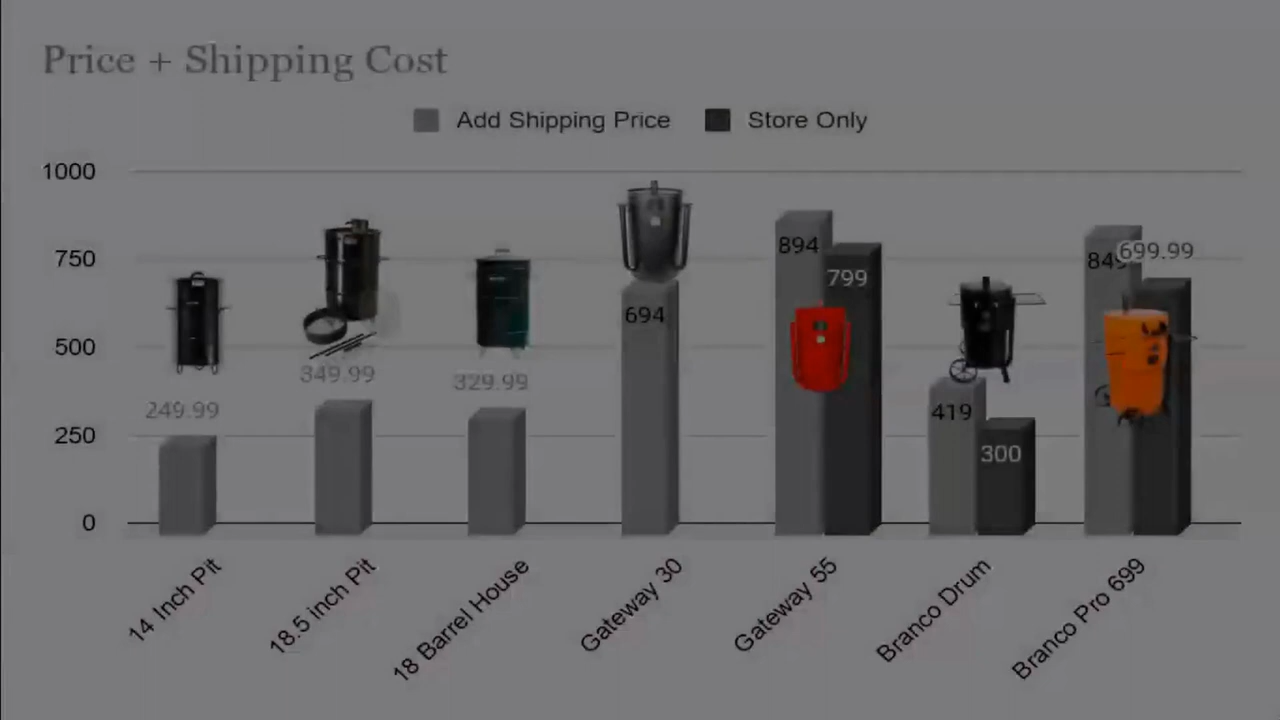 Price + Shipping Cost
Add Shipping Price
Store Only
1000
750
500
250
0
249.99
349.99
329.99
694
894
799
419
300
699.99
14 Inch Pit
18.5 inch Pit
18 Barrel House
Gateway 30
Gateway 55
Branco Drum
Branco Pro 699